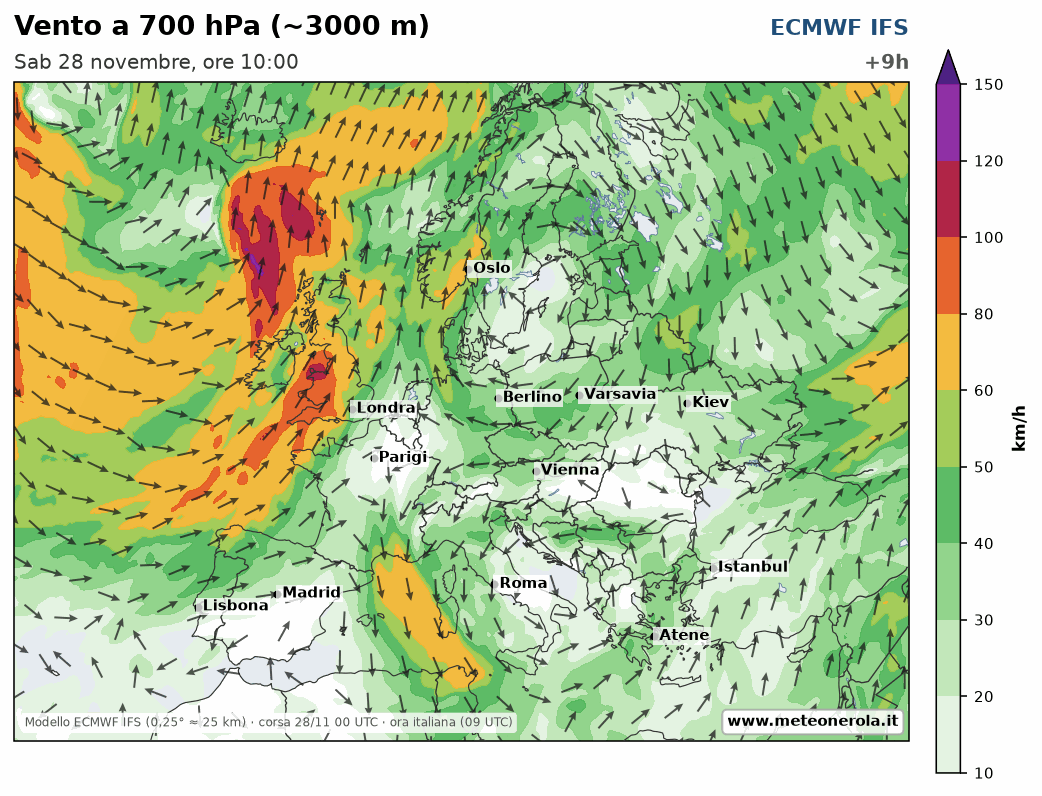 Vento a 700 hPa (~3000 m)
ECMWF IFS
Sab 28 novembre, ore 10:00
+9h
150
120
100
80
60
50
40
30
20
10
km/h
Oslo
Londra
Berlino
Varsavia
Kiev
Parigi
Vienna
Istanbul
Roma
Madrid
Lisbona
Atene
Modello ECMWF IFS (0,25° ≈ 25 km) · corsa 28/11 00 UTC · ora italiana (09 UTC)
www.meteonerola.it